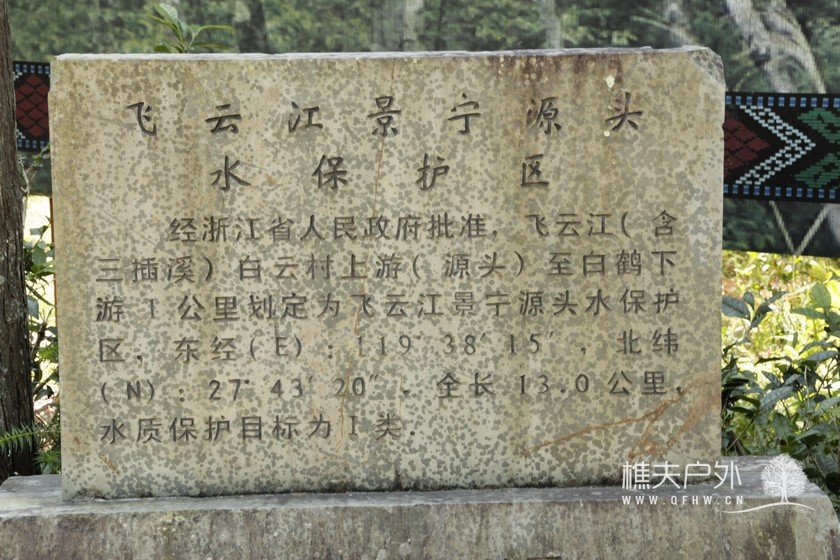 飞云江景宁源头
水保护区
经浙江省人民政府批准，飞云江(含
三插溪)白云村上游(源头)至白鹤下
游1公里划定为飞云江景宁源头水保护
区，东经(E)：119°38′15″，北纬
(N)：27°43′20″．全长13.0公里，
水质保护目标为I类．
樵夫户外
WWW.QFHW.CN